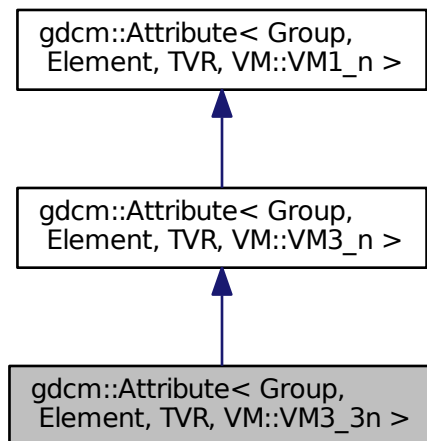 gdcm::Attribute< Group,
Element, TVR, VM::VM1_n >
gdcm::Attribute< Group,
Element, TVR, VM::VM3_n >
gdcm::Attribute< Group,
Element, TVR, VM::VM3_3n >